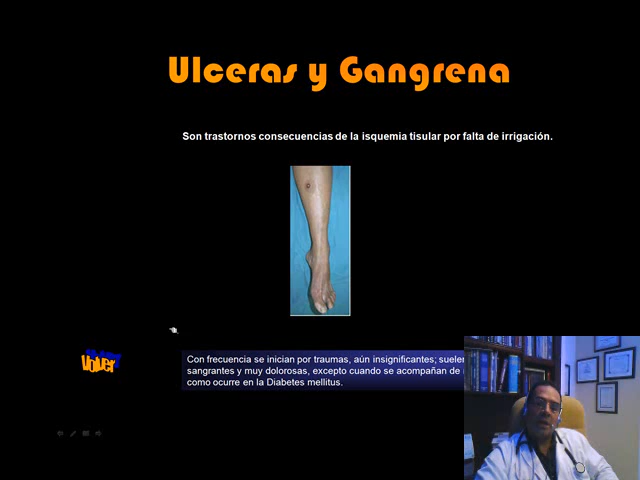 Ulceras y Gangrena
Son trastornos consecuencias de la isquemia tisular por falta de irrigación.
Volver
Con frecuencia se inician por traumas, aún insignificantes; suelen
sangrantes y muy dolorosas, excepto cuando se acompañan de
como ocurre en la Diabetes mellitus.